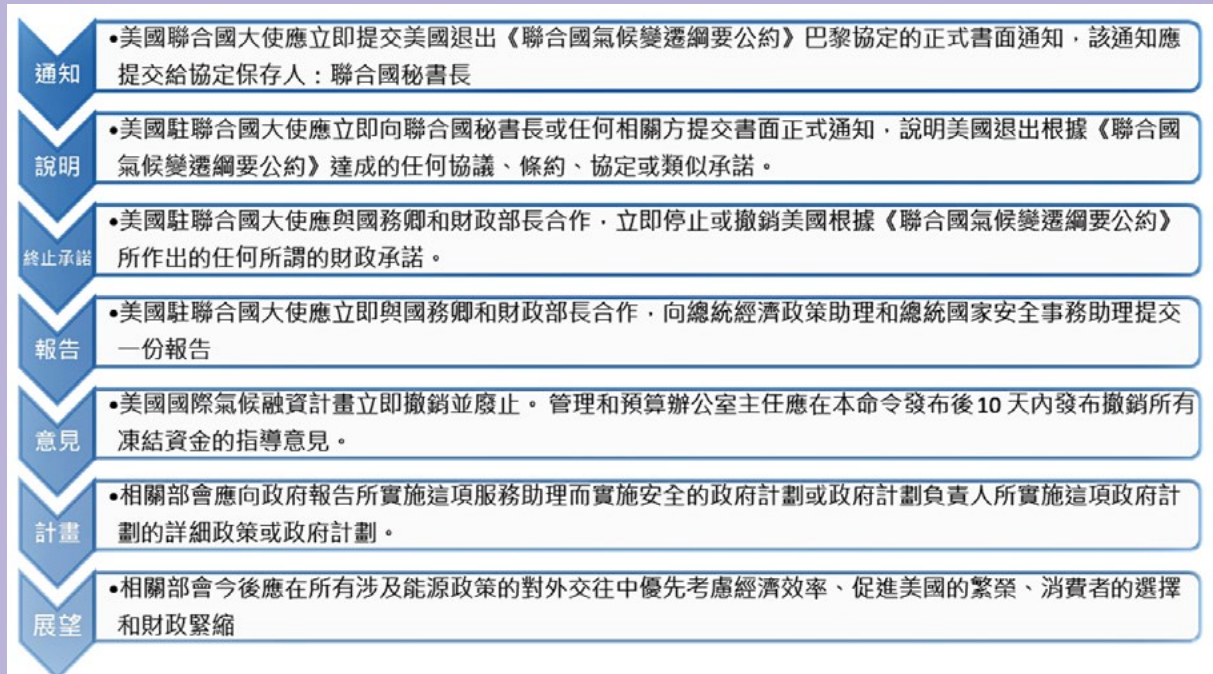 通知
•美國聯合國大使應立即提交美國退出《聯合國氣候變遷綱要公約》巴黎協定的正式書面通知，該通知應
提交給協定保存人：聯合國秘書長
說明
•美國駐聯合國大使應立即向聯合國秘書長或任何相關方提交書面正式通知，說明美國退出根據《聯合國
氣候變遷綱要公約》達成的任何協議、條約、協定或類似承諾。
終止承諾
•美國駐聯合國大使應與國務卿和財政部長合作，立即停止或撤銷美國根據《聯合國氣候變遷綱要公約》
所作出的任何所謂的財政承諾。
報告
•美國駐聯合國大使應立即與國務卿和財政部長合作，向總統經濟政策助理和總統國家安全事務助理提交
一份報告
意見
•美國國際氣候融資計畫立即撤銷並廢止。 管理和預算辦公室主任應在本命令發布後 10 天內發布撤銷所有
凍結資金的指導意見。
計畫
•相關部會應向政府報告所實施這項服務助理而實施安全的政府計劃或政府計劃負責人所實施這項政府計
劃的詳細政策或政府計劃。
展望
•相關部會今後應在所有涉及能源政策的對外交往中優先考慮經濟效率、促進美國的繁榮、消費者的選擇
和財政緊縮